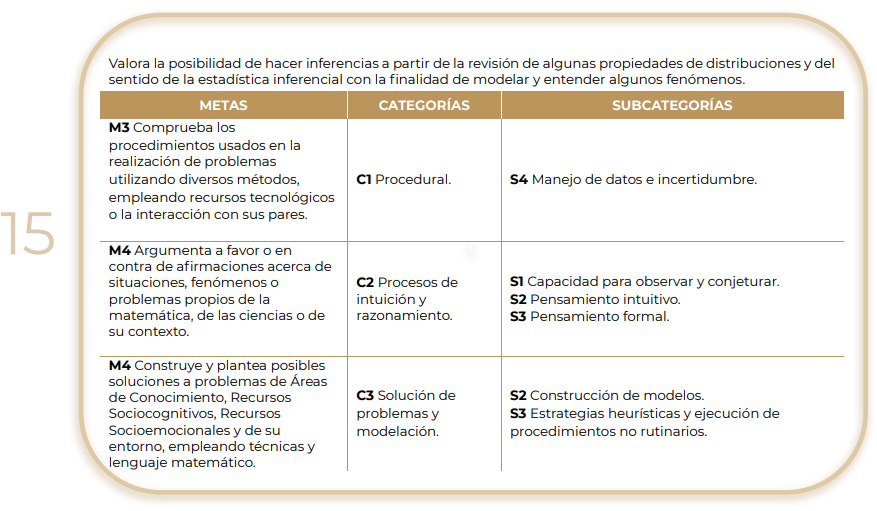 15
Valora la posibilidad de hacer inferencias a partir de la revisión de algunas propiedades de distribuciones y del
sentido de la estadística inferencial con la finalidad de modelar y entender algunos fenómenos.
METAS CATEGORÍAS SUBCATEGORÍAS
M3 Comprueba los
procedimientos usados en la
realización de problemas
utilizando diversos métodos,
empleando recursos tecnológicos
o la interacción con sus pares.
C1 Procedural.
S4 Manejo de datos e incertidumbre.
M4 Argumenta a favor o en
contra de afirmaciones acerca de
situaciones, fenómenos o
problemas propios de la
matemática, de las ciencias o de
su contexto.
C2 Procesos de
intuición y
razonamiento.
S1 Capacidad para observar y conjeturar.
S2 Pensamiento intuitivo.
S3 Pensamiento formal.
M4 Construye y plantea posibles
soluciones a problemas de Áreas
de Conocimiento, Recursos
Sociocognitivos, Recursos
Socioemocionales y de su
entorno, empleando técnicas y
lenguaje matemático.
C3 Solución de
problemas y
modelación.
S2 Construcción de modelos.
S3 Estrategias heurísticas y ejecución de
procedimientos no rutinarios.